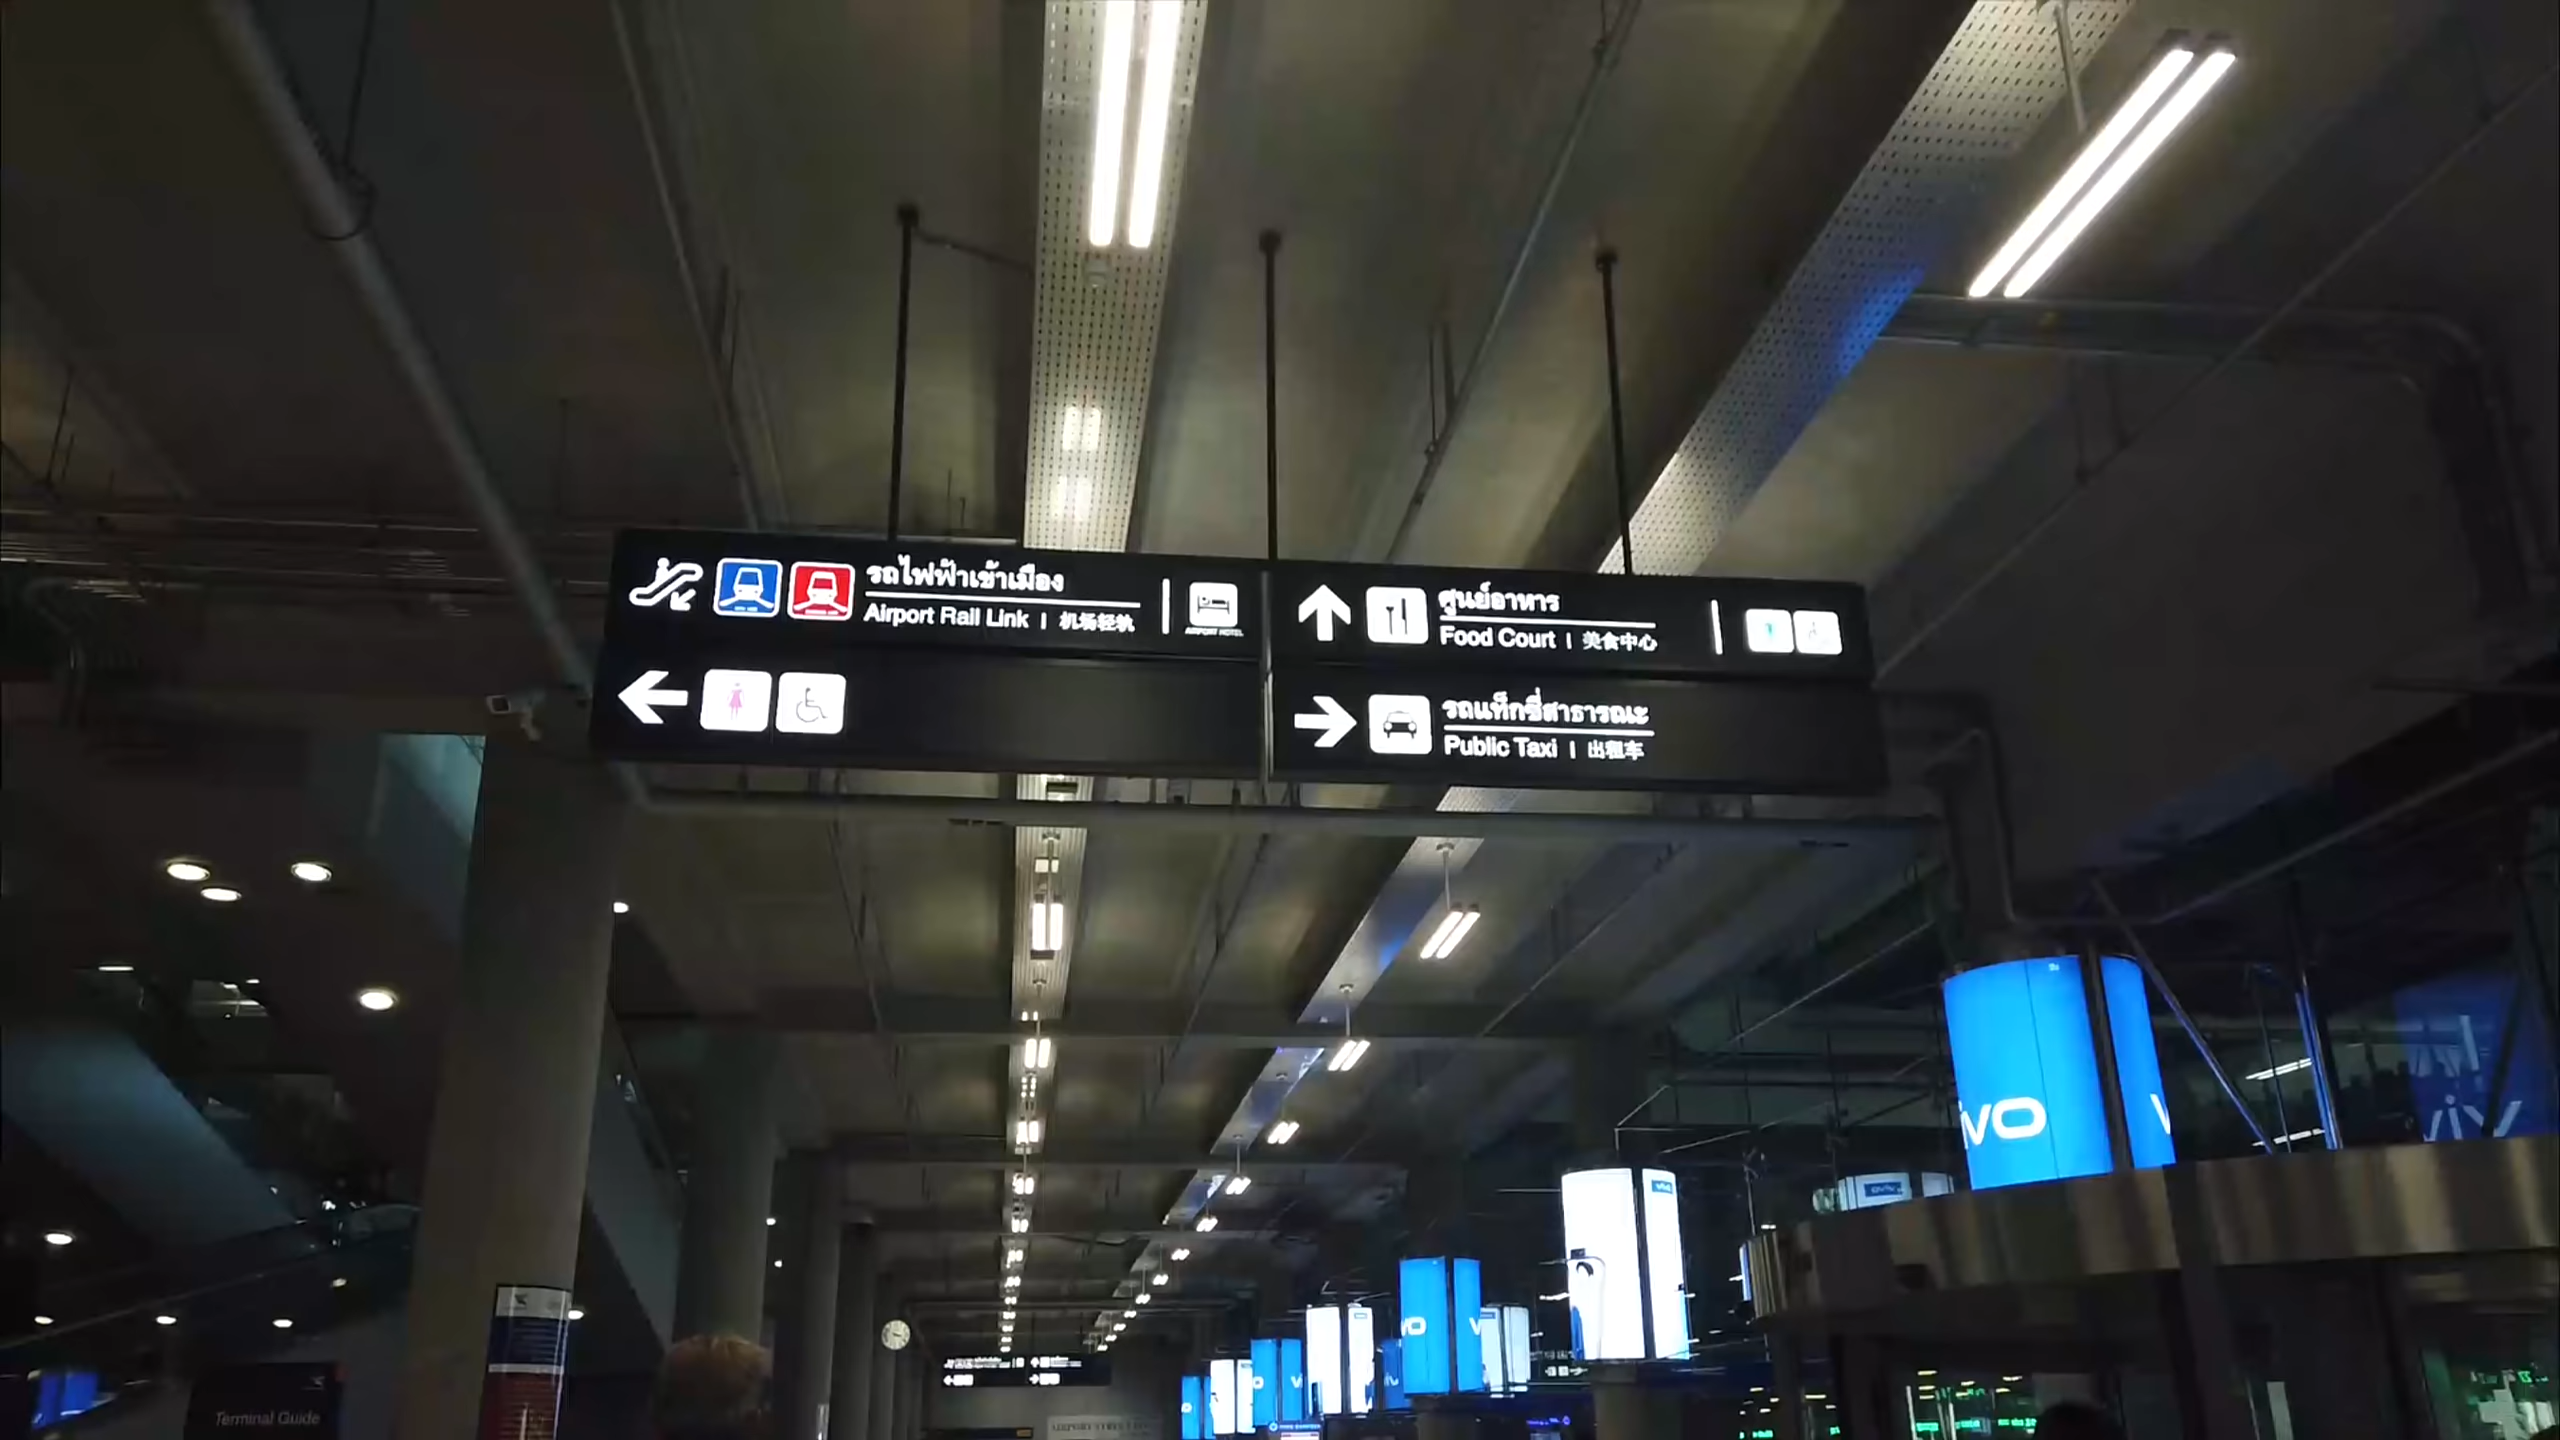 รถไฟฟ้าเข้าเมือง
Airport Rail Link | 机场轻轨
AIRPORT HOTEL
ศูนย์อาหาร
Food Court | 美食中心
รถแท็กซี่สาธารณะ
Public Taxi | 出租车
vivo
Terminal Guide